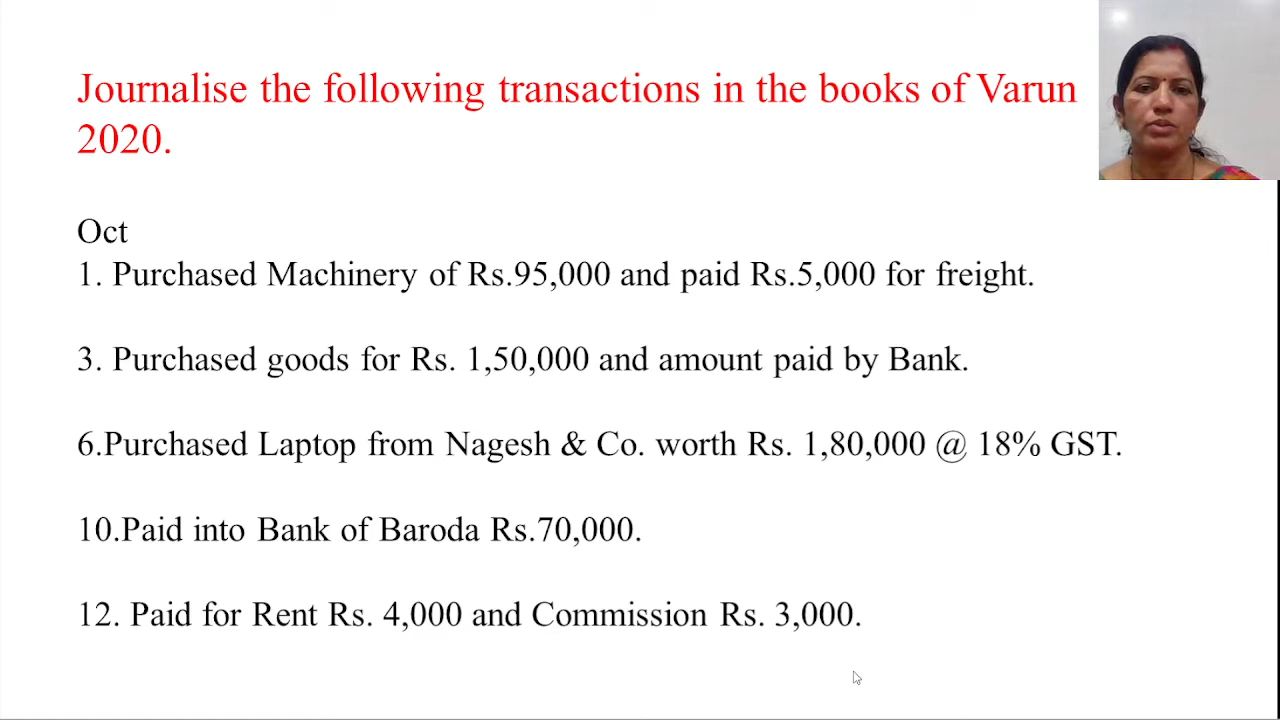 Journalise the following transactions in the books of Varun
2020.
Oct
1. Purchased Machinery of Rs.95,000 and paid Rs.5,000 for freight.
3. Purchased goods for Rs. 1,50,000 and amount paid by Bank.
6.Purchased Laptop from Nagesh & Co. worth Rs. 1,80,000 @ 18% GST.
10.Paid into Bank of Baroda Rs.70,000.
12. Paid for Rent Rs. 4,000 and Commission Rs. 3,000.